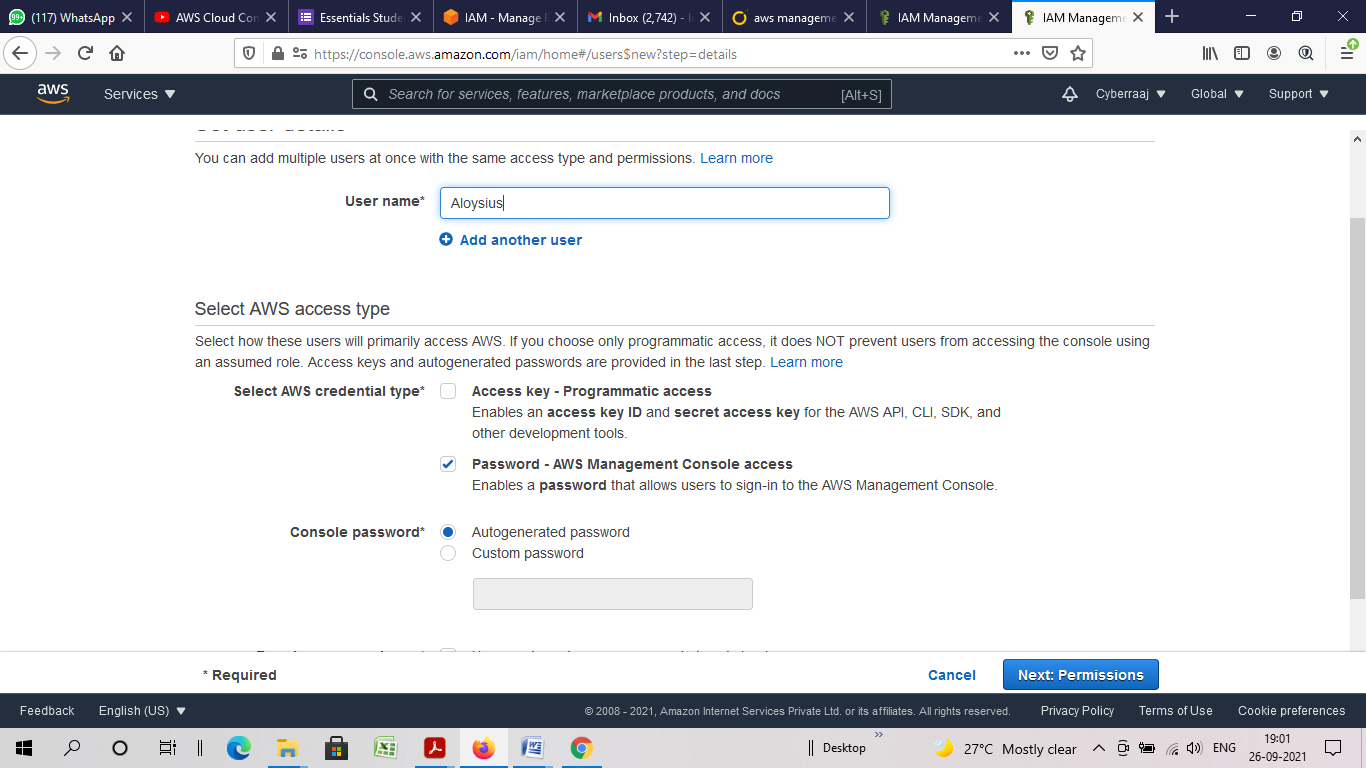 (117) WhatsApp
AWS Cloud Con
Essentials Stude
IAM - Manage P
Inbox (2,742) - l
aws manageme
IAM Manageme
IAM Manageme
https://console.aws.amazon.com/iam/home#/users$new?step=details
aws
Services
Search for services, features, marketplace products, and docs [Alt+S]
Cyberraaj
Global
Support
Set user details
You can add multiple users at once with the same access type and permissions. Learn more
User name* Aloysius
Add another user
Select AWS access type
Select how these users will primarily access AWS. If you choose only programmatic access, it does NOT prevent users from accessing the console using
an assumed role. Access keys and autogenerated passwords are provided in the last step. Learn more
Select AWS credential type* Access key - Programmatic access
Enables an access key ID and secret access key for the AWS API, CLI, SDK, and
other development tools.
Password - AWS Management Console access
Enables a password that allows users to sign-in to the AWS Management Console.
Console password* Autogenerated password
Custom password
* Required
Cancel
Next: Permissions
Feedback
English (US)
© 2008 - 2021, Amazon Internet Services Private Ltd. or its affiliates. All rights reserved.
Privacy Policy
Terms of Use
Cookie preferences
Desktop
27°C Mostly clear
ENG
19:01
26-09-2021